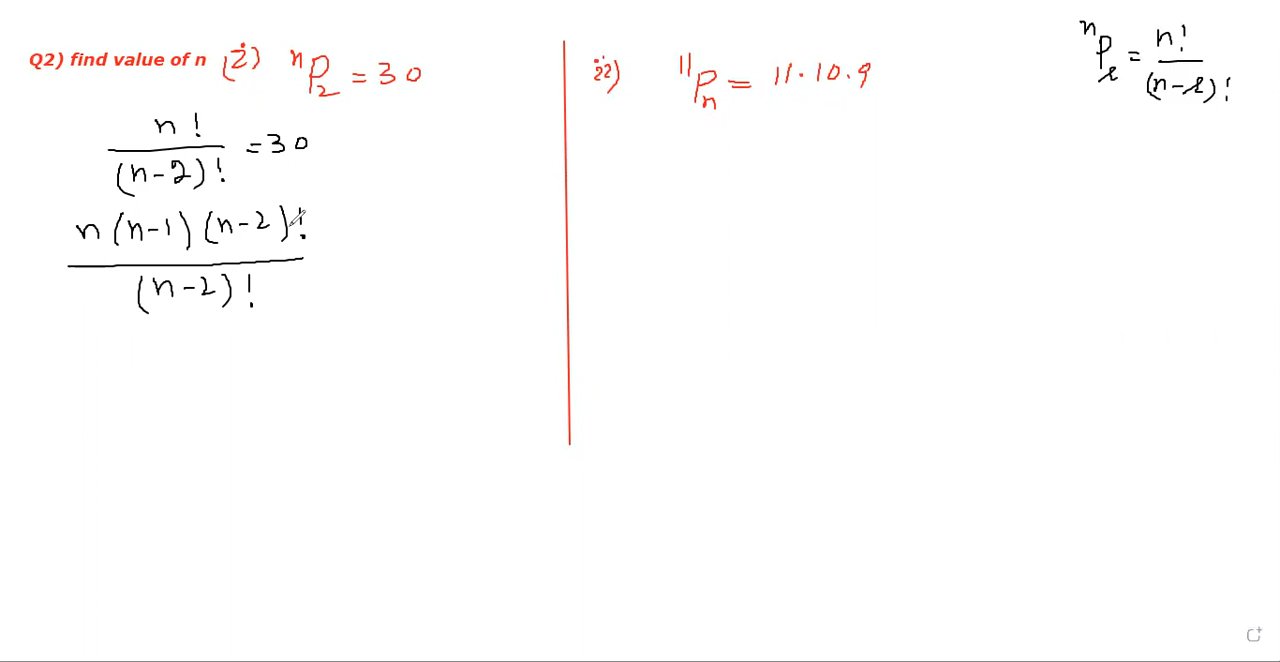 Q2) find value of n (i) ⁿP₂ = 30
n!
(n-2)! = 30
n(n-1)(n-2)!
(n-2)!
ii) ¹¹Pₙ = 11·10·9
ⁿPᵣ = n!
(n-r)!